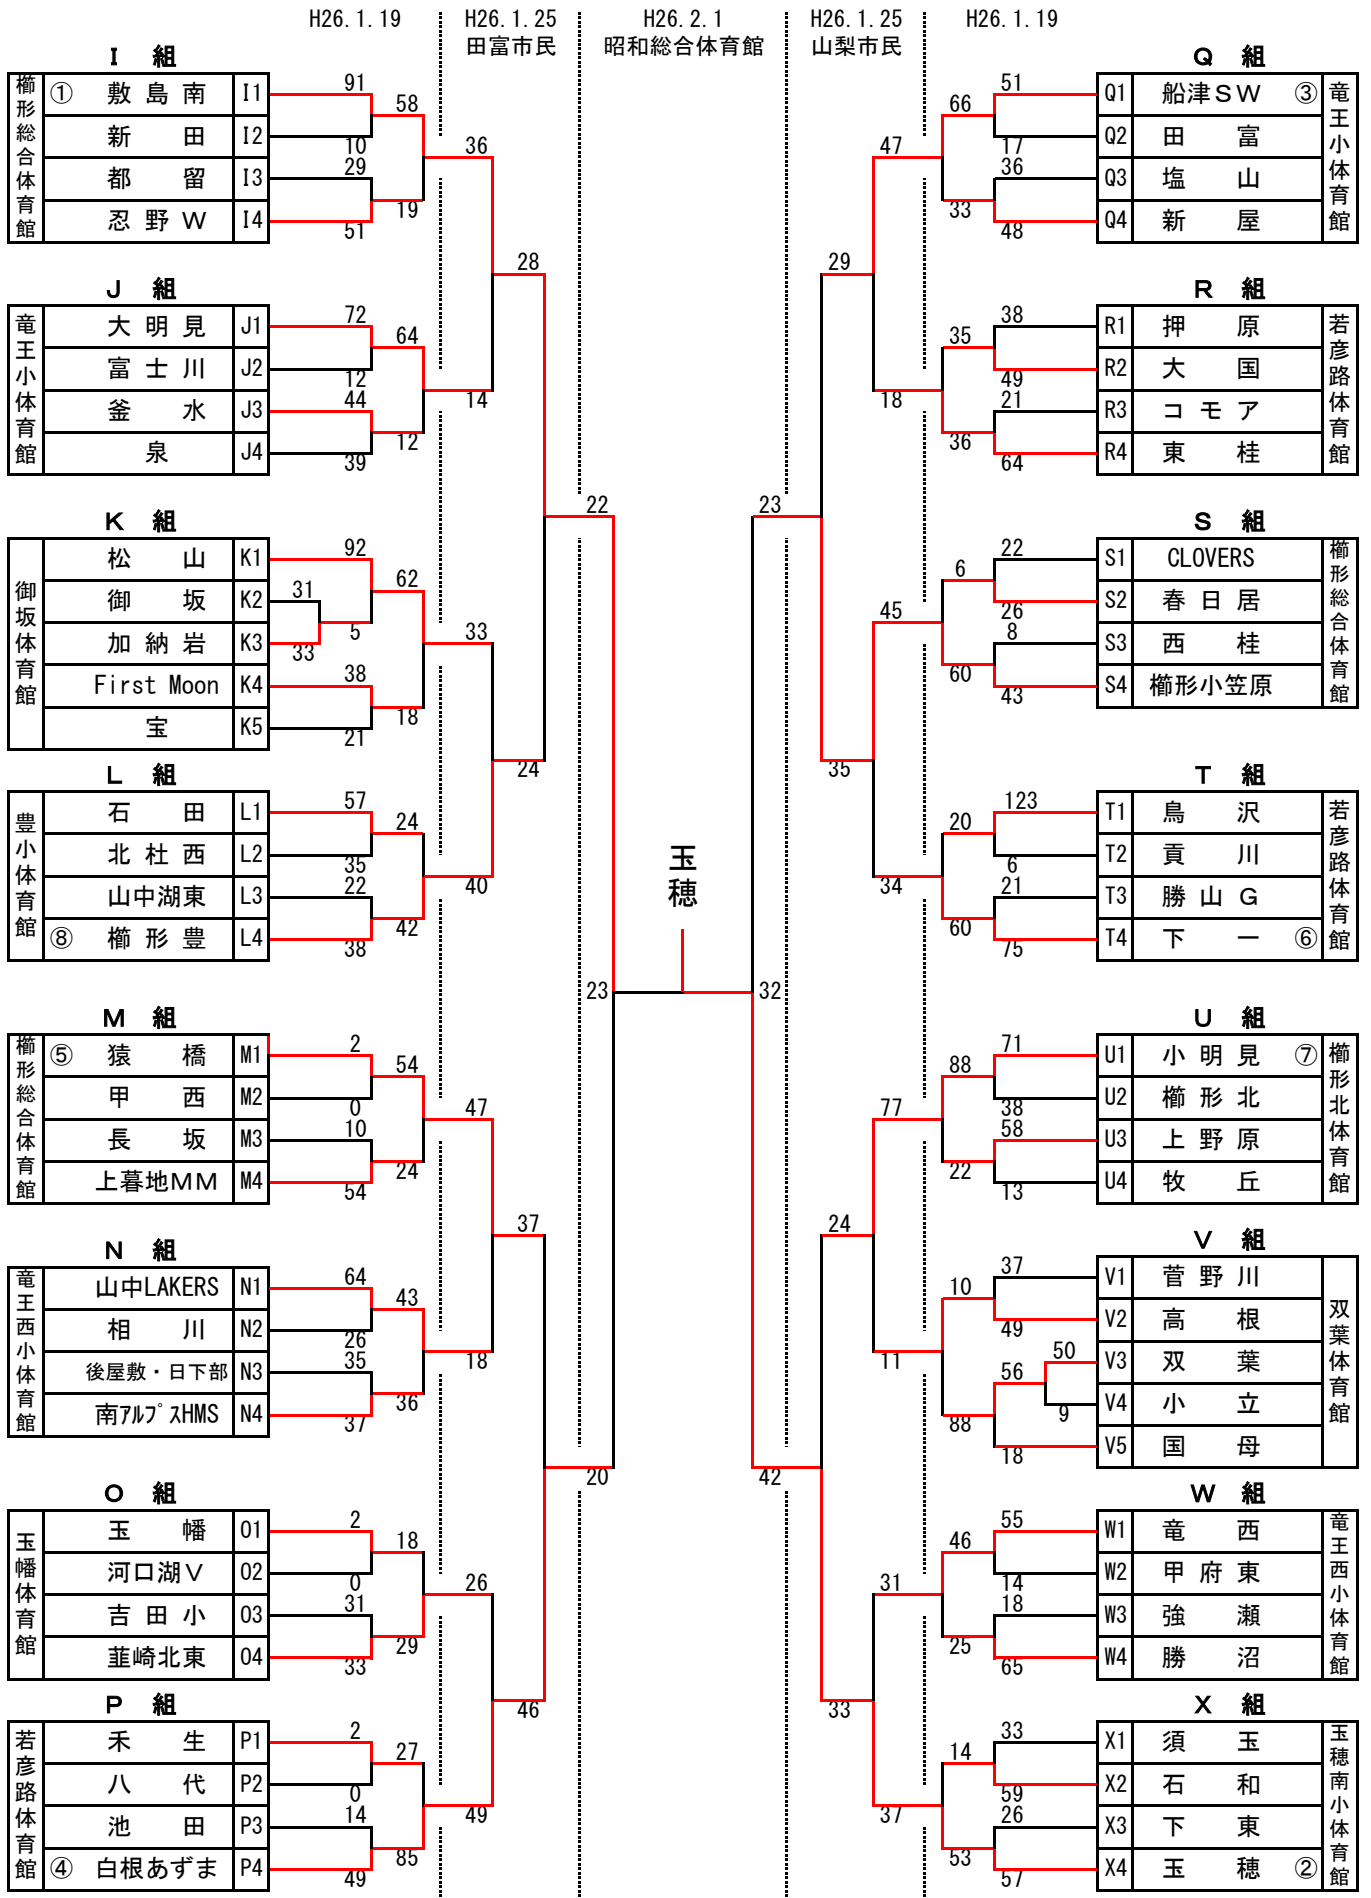 H26.1.19
H26.1.25
田富市民
H26.2.1
昭和総合体育館
H26.1.25
山梨市民
H26.1.19
I 組
櫛形総合体育館
① 敷島南 I1 91
新田 I2 10
都留 I3 29
忍野W I4 51
58
19
36
J 組
竜王小体育館
大明見 J1 72
富士川 J2 12
釜水 J3 44
泉 J4 39
64
12
14
28
K 組
御坂体育館
松山 K1 92
御坂 K2 31
加納岩 K3 33
5
First Moon K4 38
宝 K5 21
62
18
33
L 組
豊小体育館
石田 L1 57
北杜西 L2 35
山中湖東 L3 22
⑧ 櫛形豊 L4 38
24
42
40
24
22
M 組
櫛形総合体育館
⑤ 猿橋 M1 2
甲西 M2 0
長坂 M3 10
上暮地MM M4 54
54
24
47
N 組
竜王西小体育館
山中LAKERS N1 64
相川 N2 26
後屋敷・日下部 N3 35
南アルプスHMS N4 37
43
36
18
37
O 組
玉幡体育館
玉幡 O1 2
河口湖V O2 0
吉田小 O3 31
韮崎北東 O4 33
18
29
26
P 組
若彦路体育館
禾生 P1 2
八代 P2 0
池田 P3 14
④ 白根あずま P4 49
27
85
49
46
20
23
玉穂
32
Q 組
竜王小体育館
51 Q1 船津SW ③
17 Q2 田富
36 Q3 塩山
48 Q4 新屋
66
33
47
R 組
若彦路体育館
38 R1 押原
49 R2 大国
21 R3 コモア
64 R4 東桂
35
36
18
29
S 組
櫛形総合体育館
22 S1 CLOVERS
26 S2 春日居
8 S3 西桂
43 S4 櫛形小笠原
6
60
45
T 組
若彦路体育館
123 T1 鳥沢
6 T2 貢川
21 T3 勝山G
75 T4 下一 ⑥
20
60
34
35
23
U 組
櫛形北体育館
71 U1 小明見 ⑦
38 U2 櫛形北
58 U3 上野原
13 U4 牧丘
88
22
77
V 組
双葉体育館
37 V1 菅野川
49 V2 高根
50 V3 双葉
9 V4 小立
56
18 V5 国母
10
88
11
24
W 組
竜王西小体育館
55 W1 竜西
14 W2 甲府東
18 W3 強瀬
65 W4 勝沼
46
25
31
X 組
玉穂南小体育館
33 X1 須玉
59 X2 石和
26 X3 下東
57 X4 玉穂 ②
14
53
37
33
42